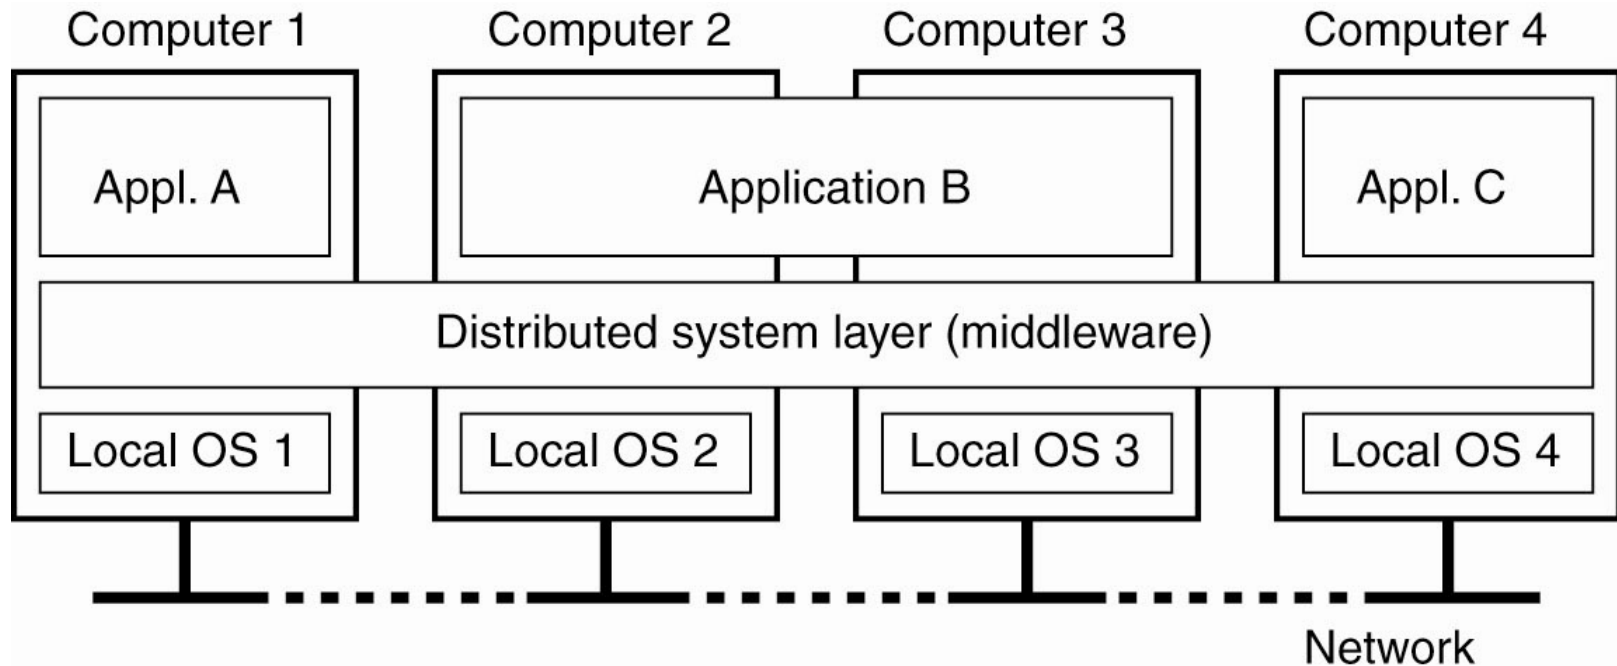 Computer 1
Computer 2
Computer 3
Computer 4
Appl. A
Application B
Appl. C
Distributed system layer (middleware)
Local OS 1
Local OS 2
Local OS 3
Local OS 4
Network